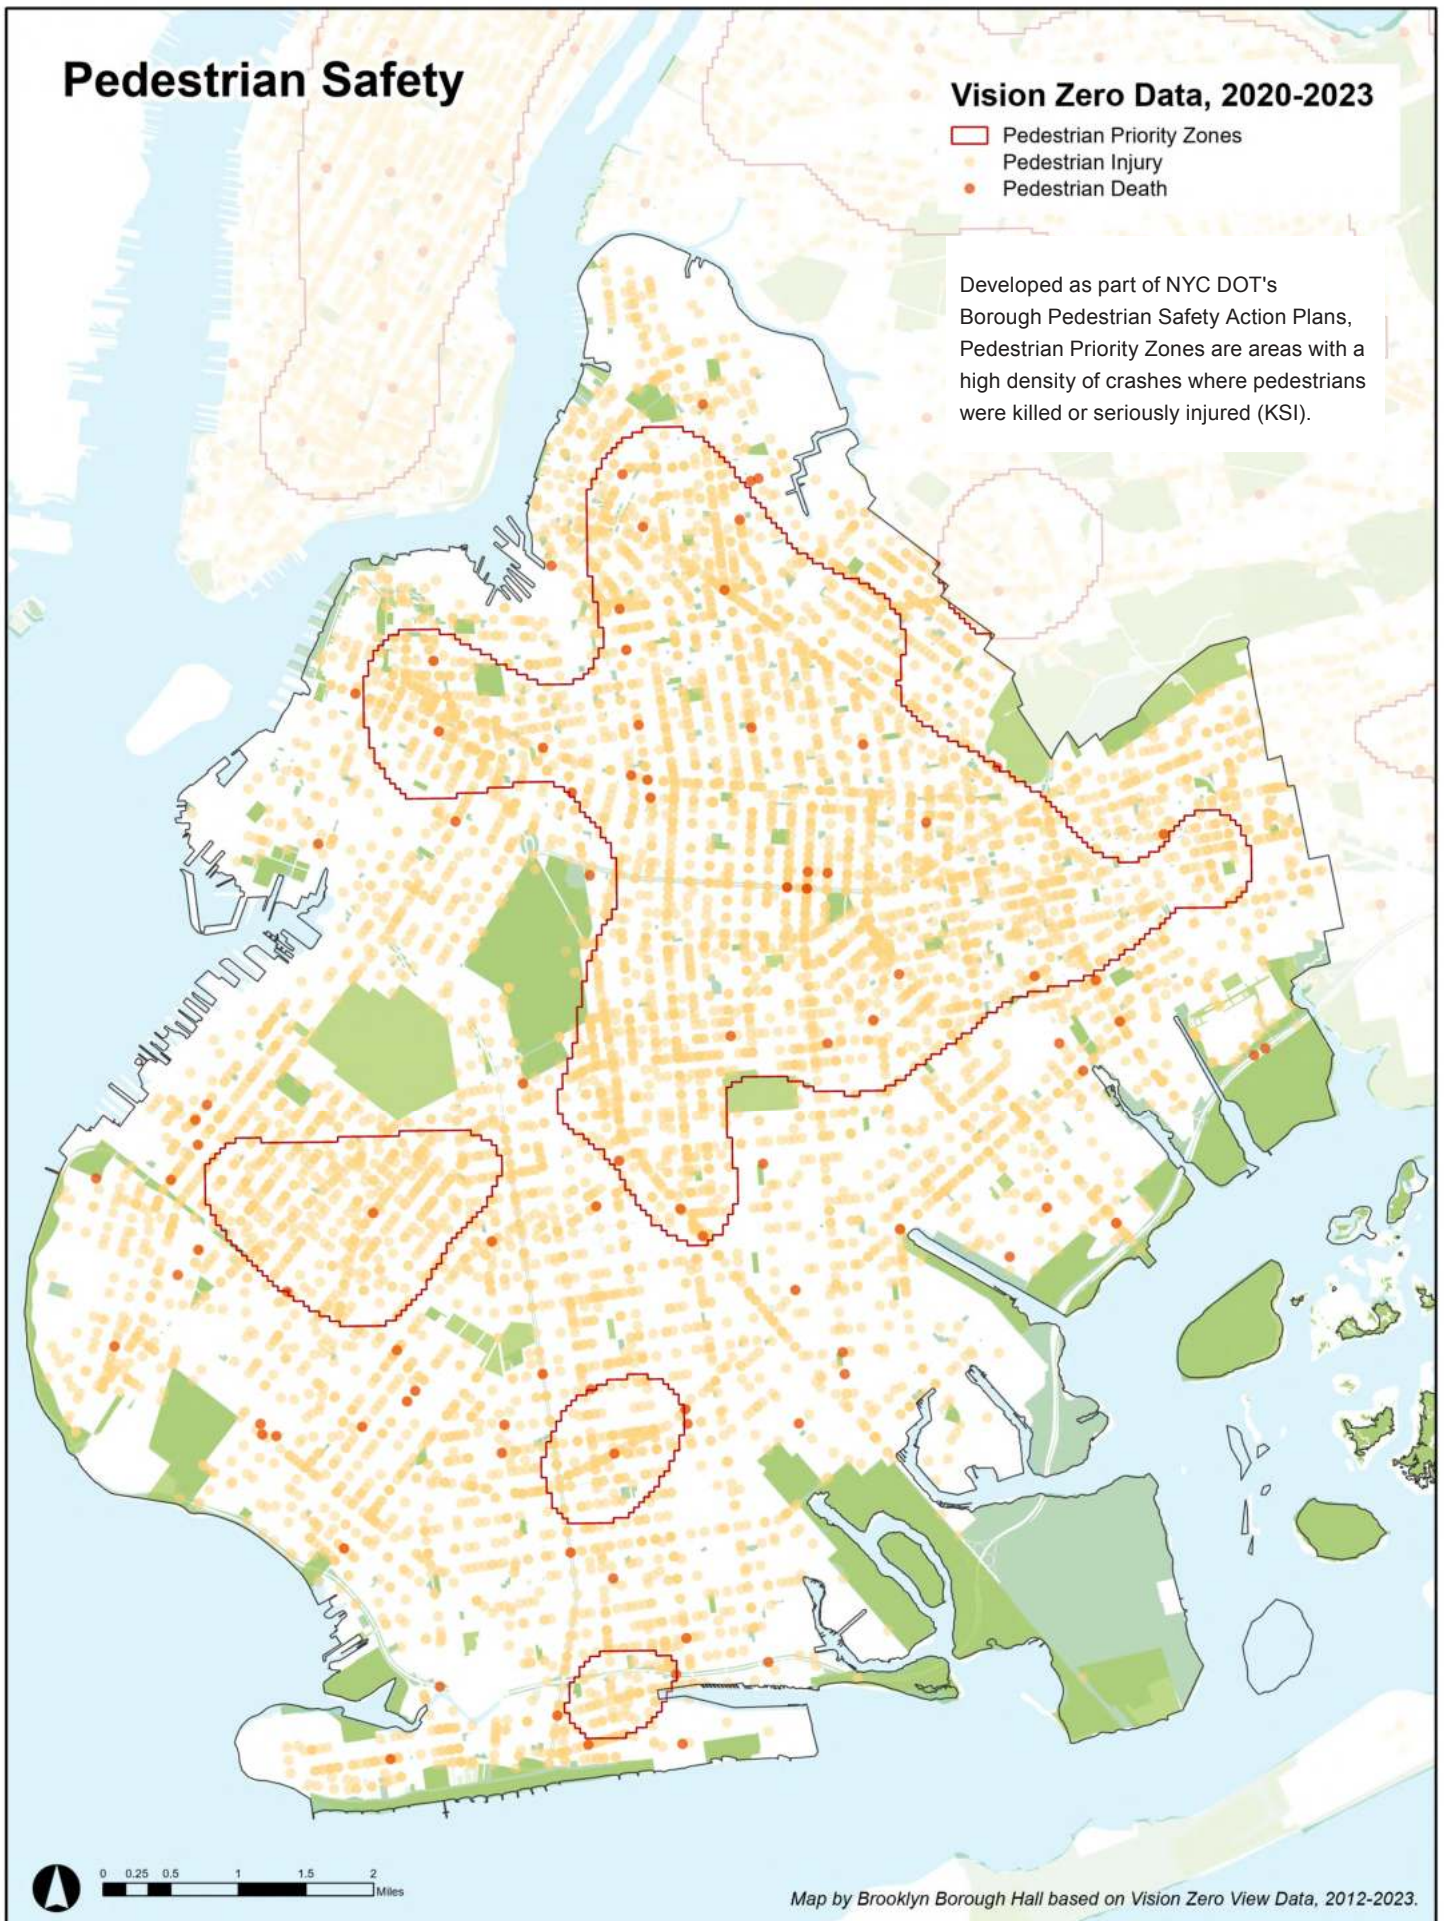 Pedestrian Safety
Vision Zero Data, 2020-2023
Pedestrian Priority Zones
Pedestrian Injury
Pedestrian Death
Developed as part of NYC DOT's
Borough Pedestrian Safety Action Plans,
Pedestrian Priority Zones are areas with a
high density of crashes where pedestrians
were killed or seriously injured (KSI).
0 0.25 0.5 1 1.5 2
Miles
Map by Brooklyn Borough Hall based on Vision Zero View Data, 2012-2023.